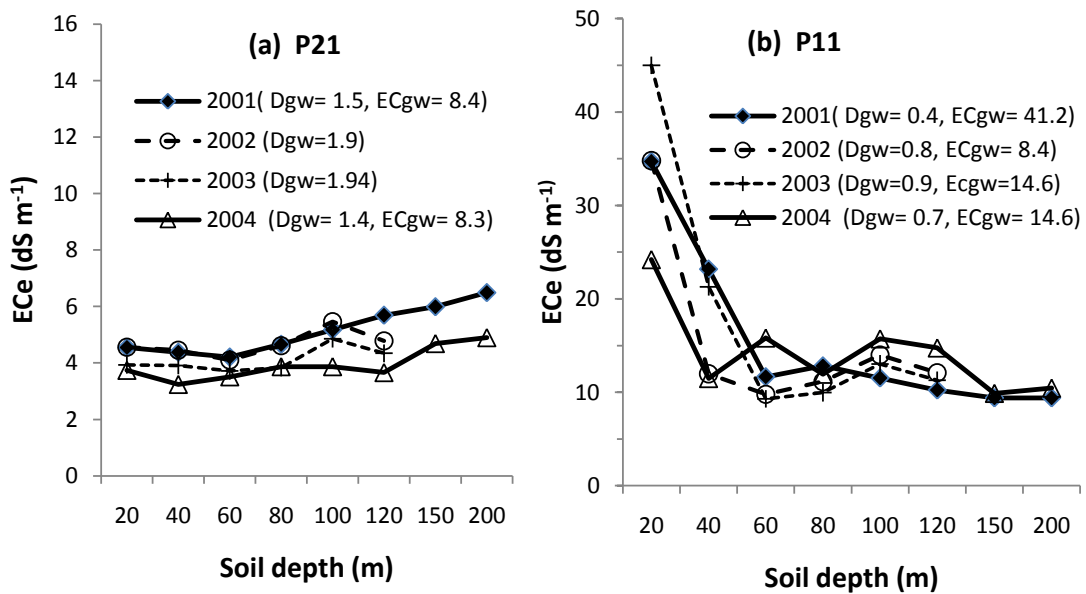 (a) P21
2001( Dgw= 1.5, ECgw= 8.4)
2002 (Dgw=1.9)
2003 (Dgw=1.94)
2004 (Dgw= 1.4, ECgw= 8.3)
ECe (dS m-1)
16
14
12
10
8
6
4
2
0
20 40 60 80 100 120 150 200
Soil depth (m)
(b) P11
2001( Dgw= 0.4, ECgw= 41.2)
2002 (Dgw=0.8, ECgw= 8.4)
2003 (Dgw=0.9, Ecgw=14.6)
2004 (Dgw= 0.7, ECgw= 14.6)
ECe (dS m-1)
50
40
30
20
10
0
20 40 60 80 100 120 150 200
Soil depth (m)